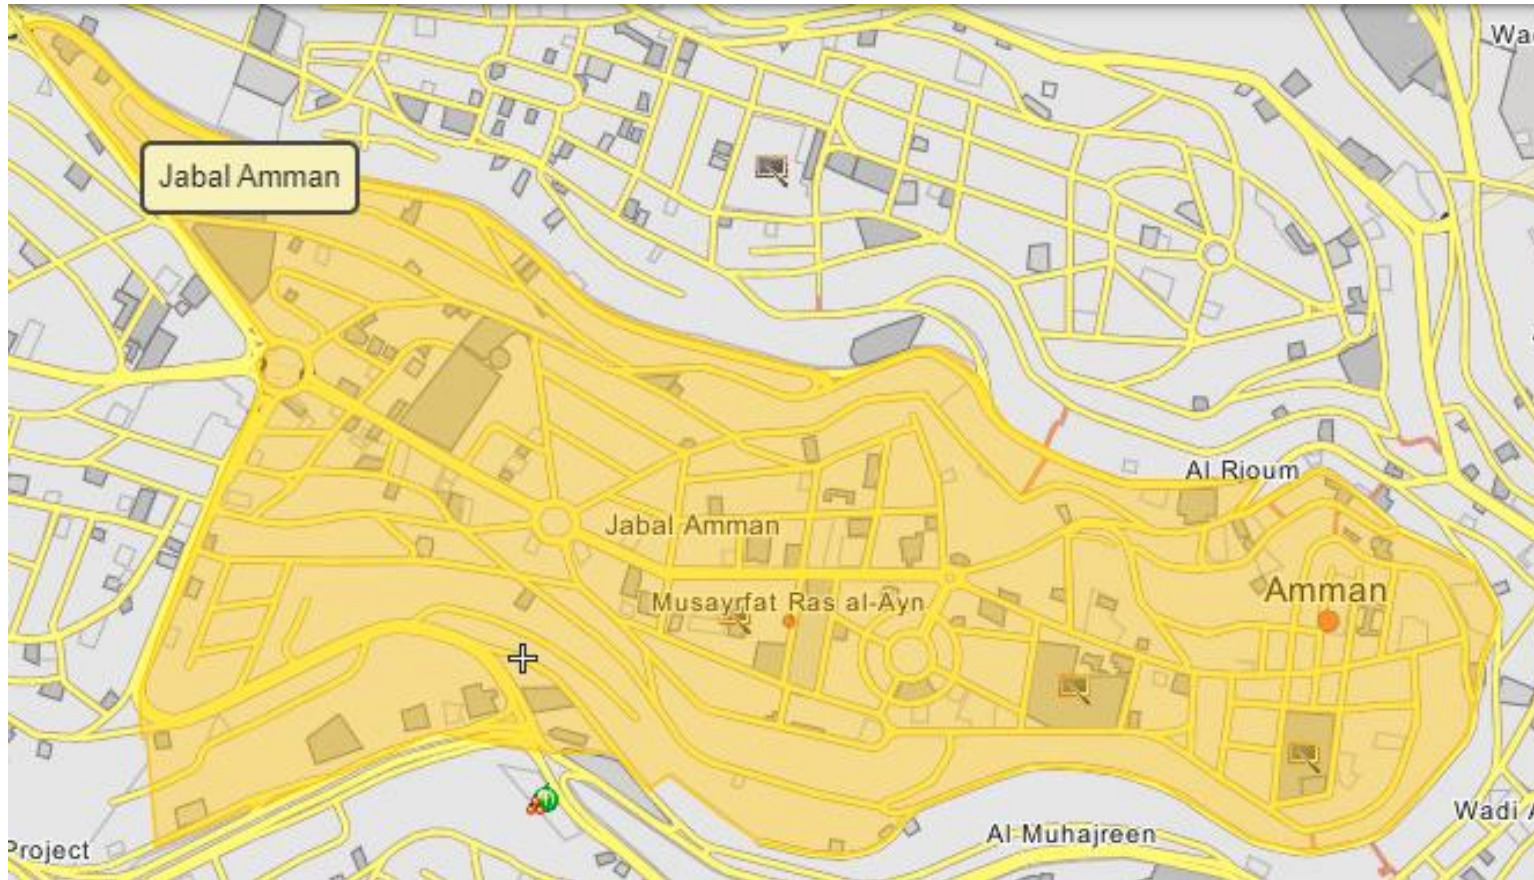 Wa
Jabal Amman
Al Rioum
Jabal Amman
Amman
Musayrfat Ras al-Ayn
Wadi A
Al Muhajreen
Project